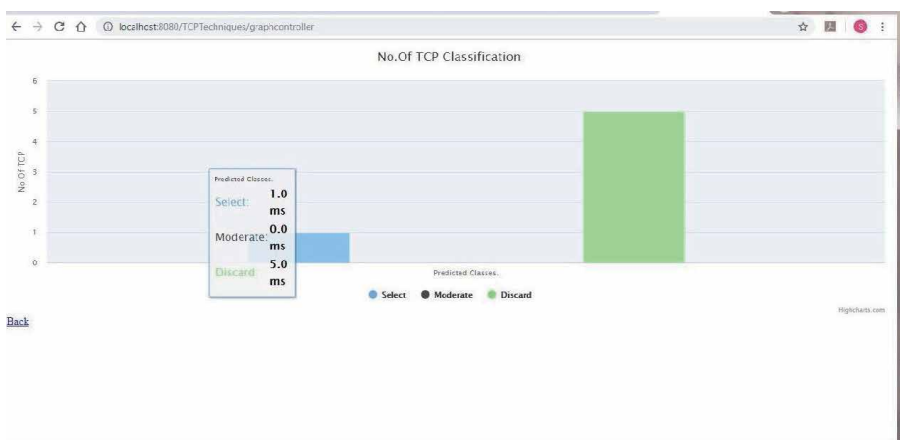 localhost:8080/TCPTechniques/graphcontroller
S
No.Of TCP Classification
6
5
4
3
2
1
0
No Of TCP
Predicted Classes.
Select: 1.0 ms
Moderate: 0.0 ms
Discard 5.0 ms
Predicted Classes.
Select Moderate Discard
Highcharts.com
Back